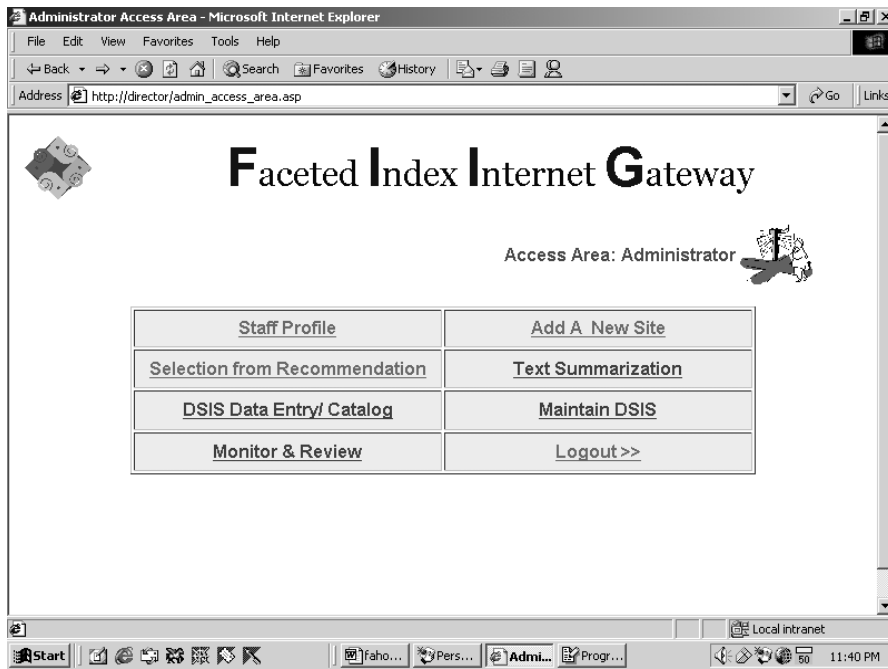 Administrator Access Area - Microsoft Internet Explorer
File Edit View Favorites Tools Help
Back Search Favorites History
Address http://director/admin_access_area.asp Go Links
Faceted Index Internet Gateway
Access Area: Administrator
Staff Profile Add A New Site
Selection from Recommendation Text Summarization
DSIS Data Entry/ Catalog Maintain DSIS
Monitor & Review Logout >>
Local intranet
Start faho... Pers... Admi... Progr... 50 11:40 PM